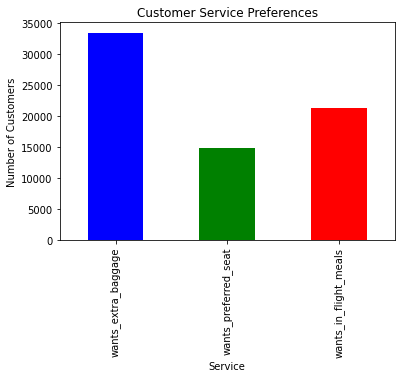 Customer Service Preferences
Number of Customers
35000
30000
25000
20000
15000
10000
5000
0
wants_extra_baggage
wants_preferred_seat
wants_in_flight_meals
Service